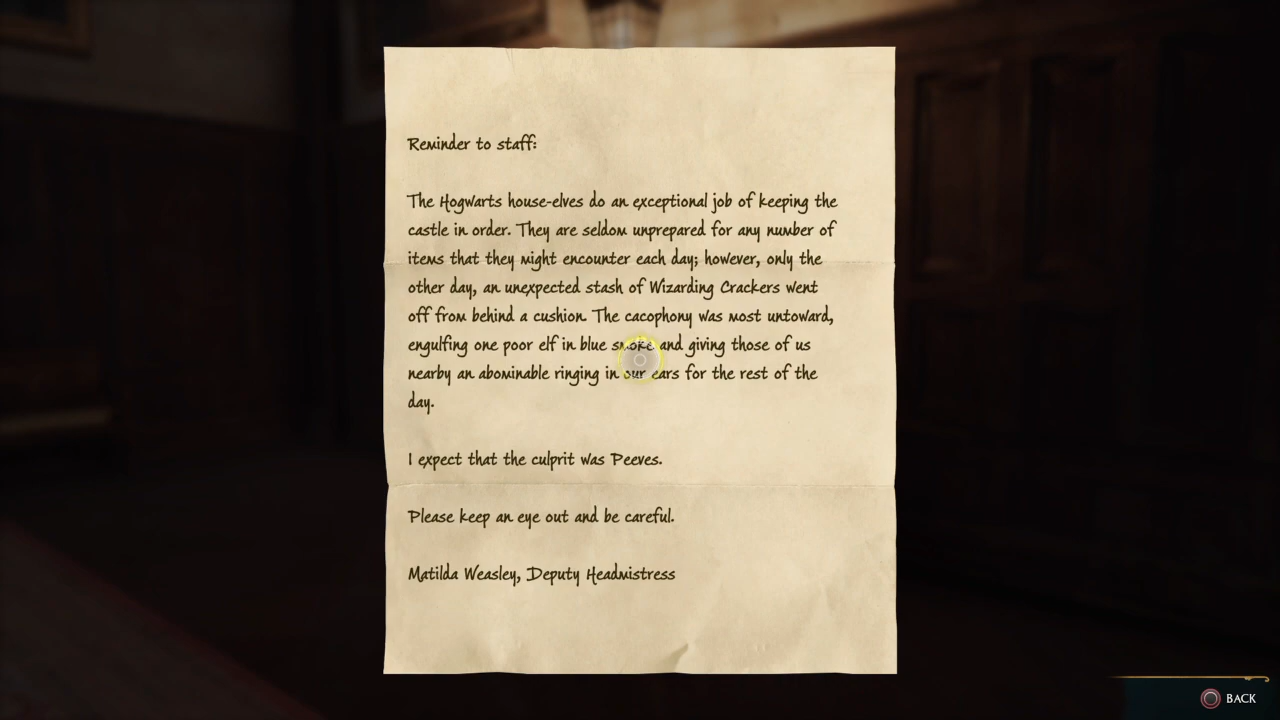 Reminder to staff:
The Hogwarts house-elves do an exceptional job of keeping the
castle in order. They are seldom unprepared for any number of
items that they might encounter each day; however, only the
other day, an unexpected stash of Wizarding Crackers went
off from behind a cushion. The cacophony was most untoward,
engulfing one poor elf in blue smoke and giving those of us
nearby an abominable ringing in our ears for the rest of the
day.
I expect that the culprit was Peeves.
Please keep an eye out and be careful.
Matilda Weasley, Deputy Headmistress
BACK